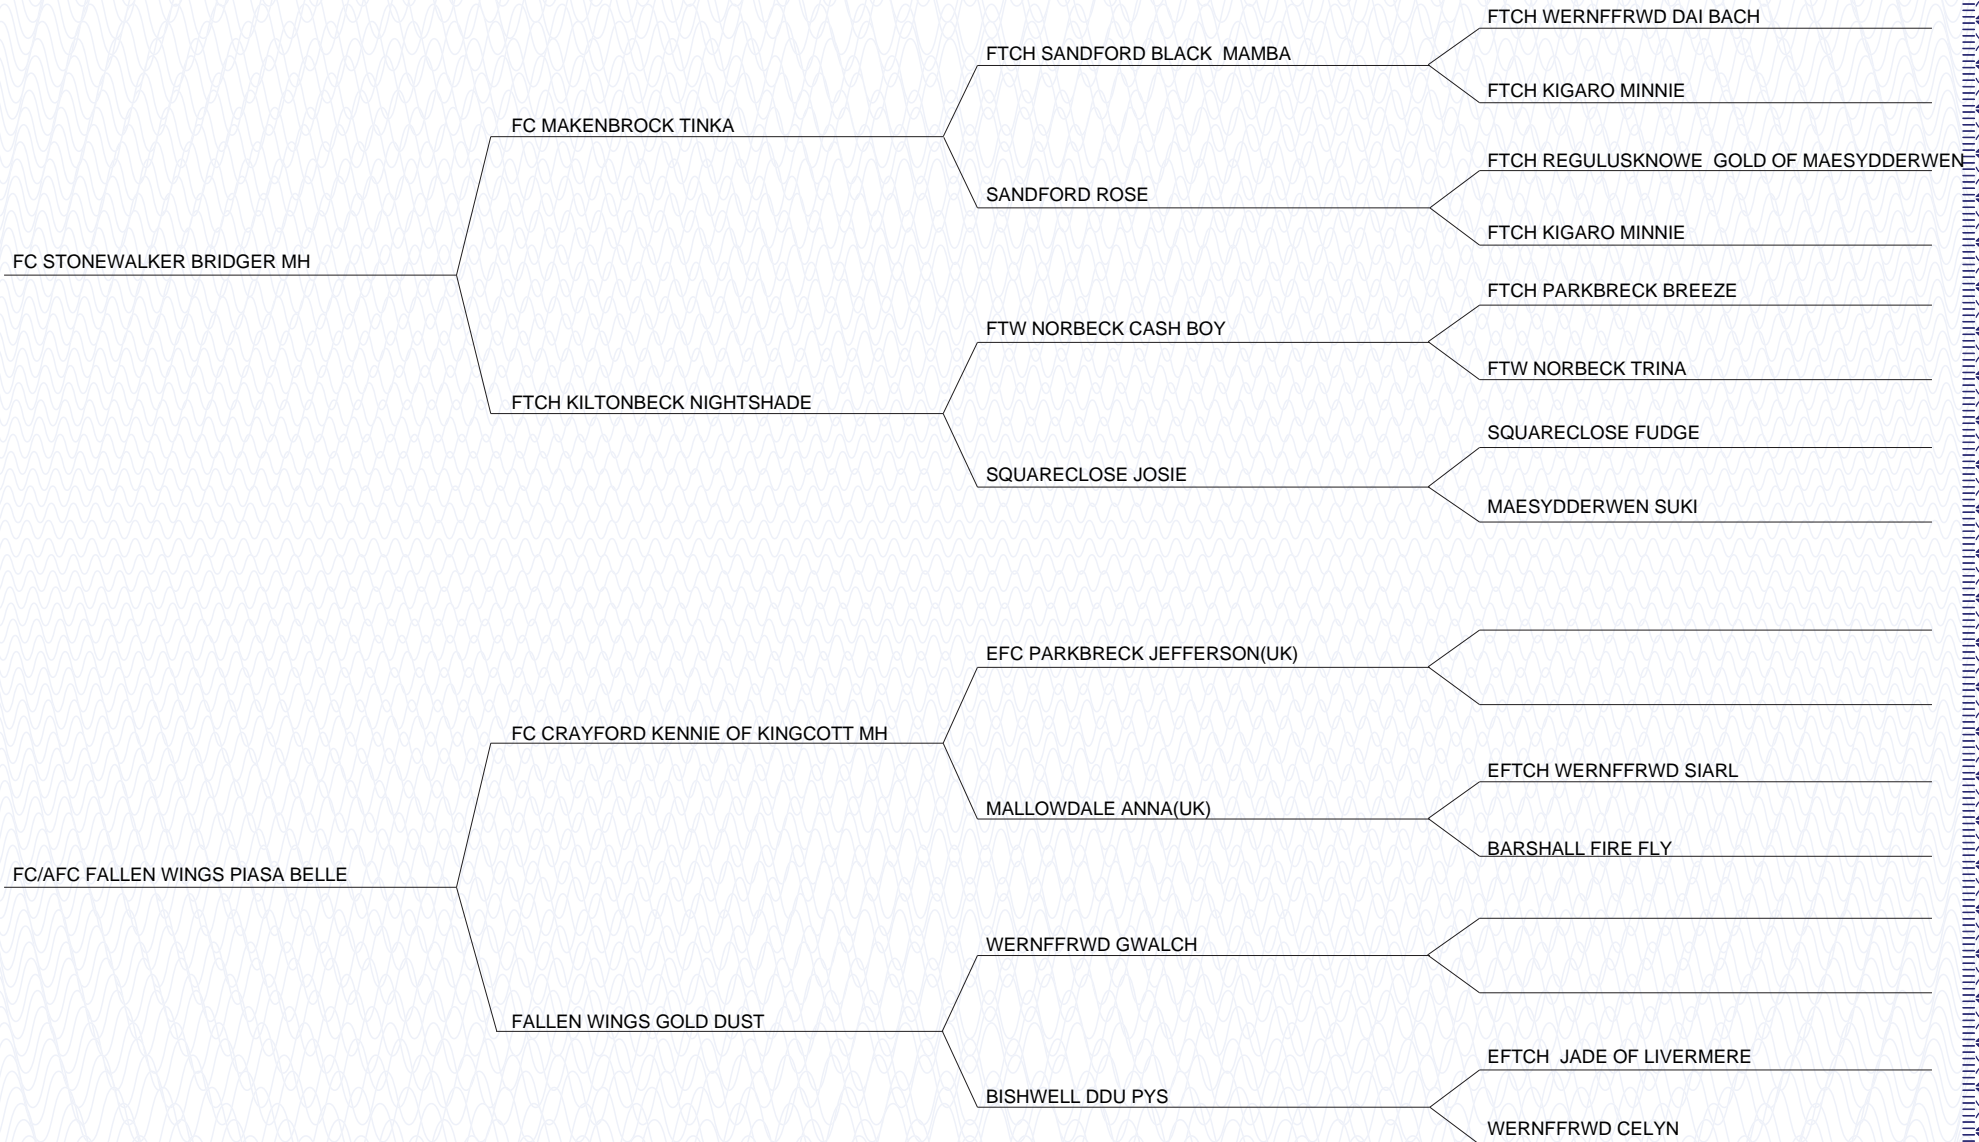 FTCH WERNFFRWD DAI BACH
FTCH SANDFORD BLACK  MAMBA
FTCH KIGARO MINNIE
FC MAKENBROCK TINKA
FTCH REGULUSKNOWE  GOLD OF MAESYDDERWEN
SANDFORD ROSE
FTCH KIGARO MINNIE
FC STONEWALKER BRIDGER MH
FTCH PARKBRECK BREEZE
FTW NORBECK CASH BOY
FTW NORBECK TRINA
FTCH KILTONBECK NIGHTSHADE
SQUARECLOSE FUDGE
SQUARECLOSE JOSIE
MAESYDDERWEN SUKI
EFC PARKBRECK JEFFERSON(UK)
FC CRAYFORD KENNIE OF KINGCOTT MH
EFTCH WERNFFRWD SIARL
MALLOWDALE ANNA(UK)
BARSHALL FIRE FLY
FC/AFC FALLEN WINGS PIASA BELLE
WERNFFRWD GWALCH
FALLEN WINGS GOLD DUST
EFTCH  JADE OF LIVERMERE
BISHWELL DDU PYS
WERNFFRWD CELYN